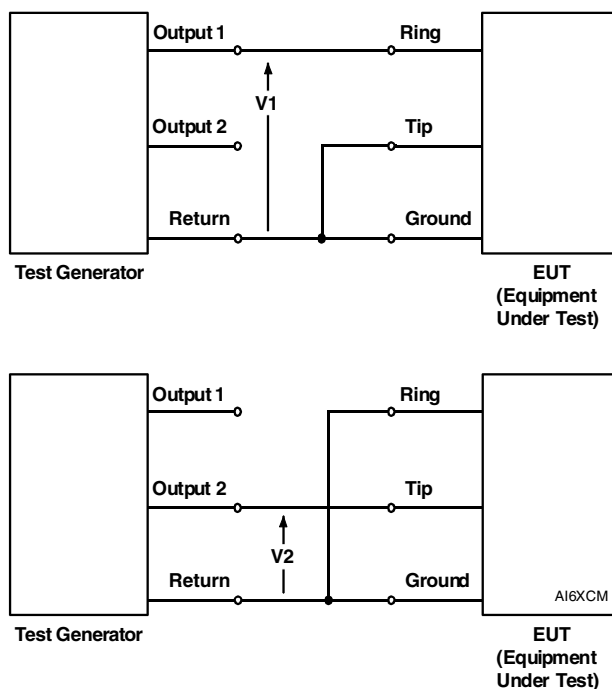 Output 1 Ring
V1
Output 2 Tip
Return Ground
Test Generator EUT
(Equipment
Under Test)
Output 1 Ring
Output 2 Tip
V2
Return Ground
AI6XCM
Test Generator EUT
(Equipment
Under Test)